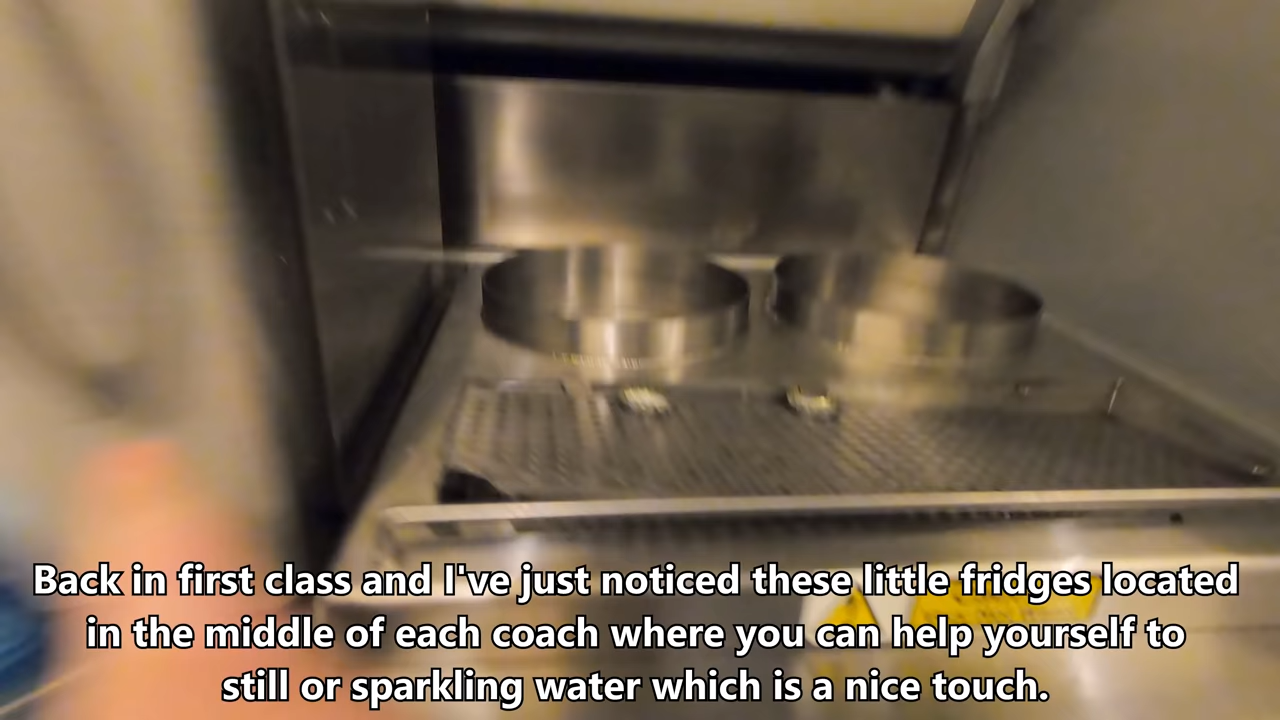 Back in first class and I've just noticed these little fridges located
in the middle of each coach where you can help yourself to
still or sparkling water which is a nice touch.